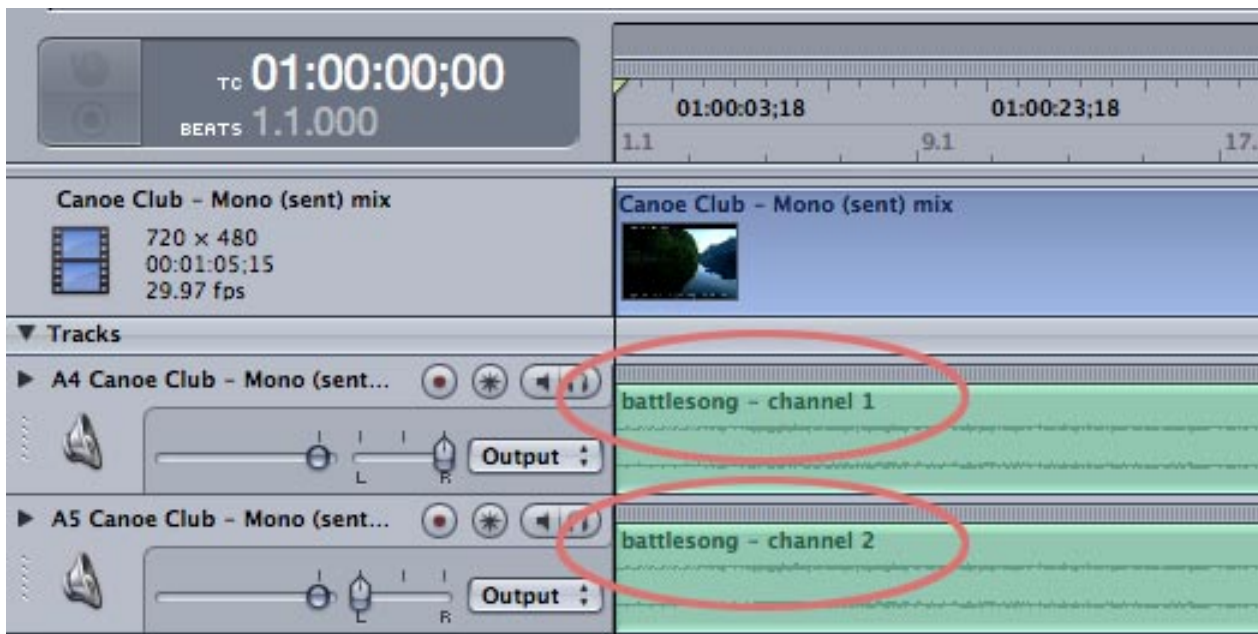 TC 01:00:00;00
BEATS 1.1.000
01:00:03;18 01:00:23;18
1.1 9.1 17.
Canoe Club - Mono (sent) mix
720 × 480
00:01:05;15
29.97 fps
Canoe Club - Mono (sent) mix
Tracks
A4 Canoe Club - Mono (sent...
L R Output
battlesong - channel 1
A5 Canoe Club - Mono (sent...
L R Output
battlesong - channel 2